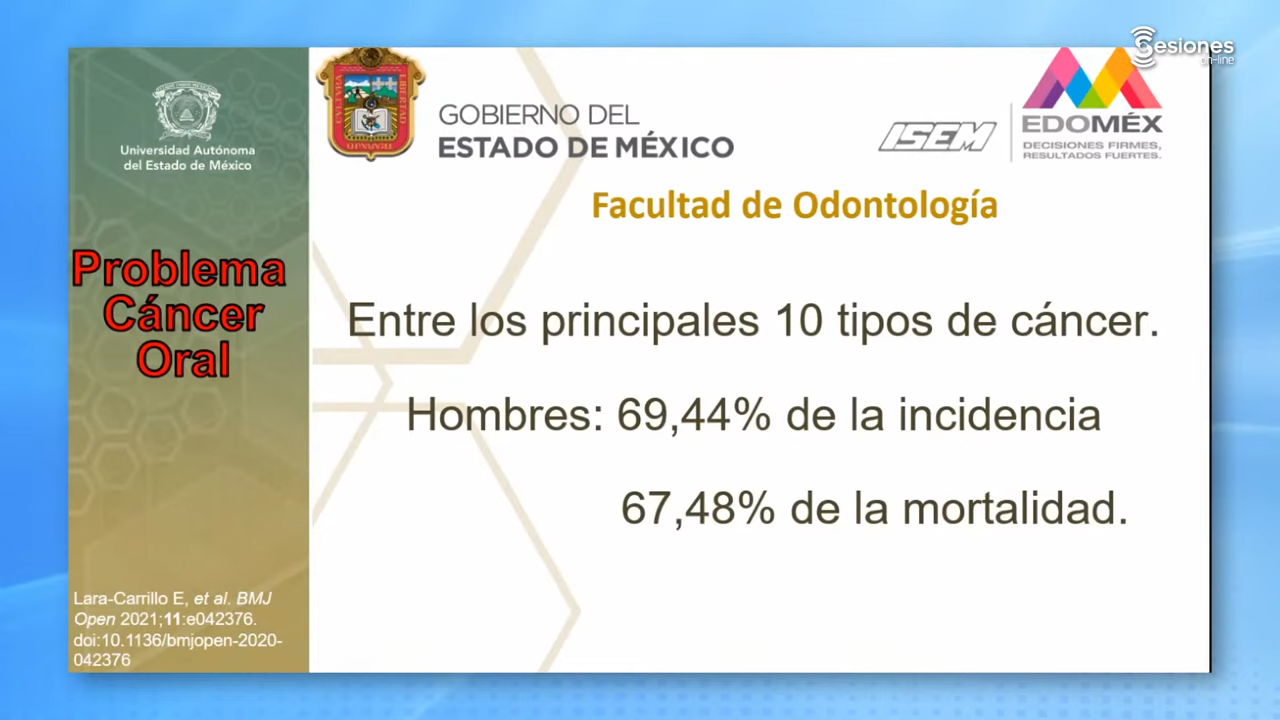 Sesiones
on-line
Universidad Autónoma
del Estado de México
GOBIERNO DEL
ESTADO DE MÉXICO
ISEM
EDOMÉX
DECISIONES FIRMES,
RESULTADOS FUERTES.
Facultad de Odontología
Problema
Cáncer
Oral
Entre los principales 10 tipos de cáncer.
Hombres: 69,44% de la incidencia
67,48% de la mortalidad.
Lara-Carrillo E, et al. BMJ
Open 2021;11:e042376.
doi:10.1136/bmjopen-2020-
042376